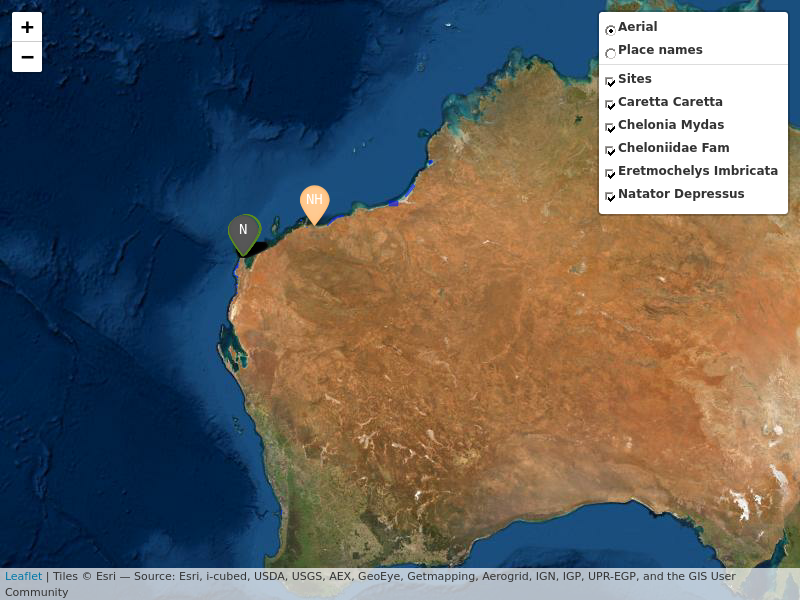 +
−
Aerial
Place names
Sites
Caretta Caretta
Chelonia Mydas
Cheloniidae Fam
Eretmochelys Imbricata
Natator Depressus
NH
N
Leaflet | Tiles © Esri — Source: Esri, i-cubed, USDA, USGS, AEX, GeoEye, Getmapping, Aerogrid, IGN, IGP, UPR-EGP, and the GIS User
Community